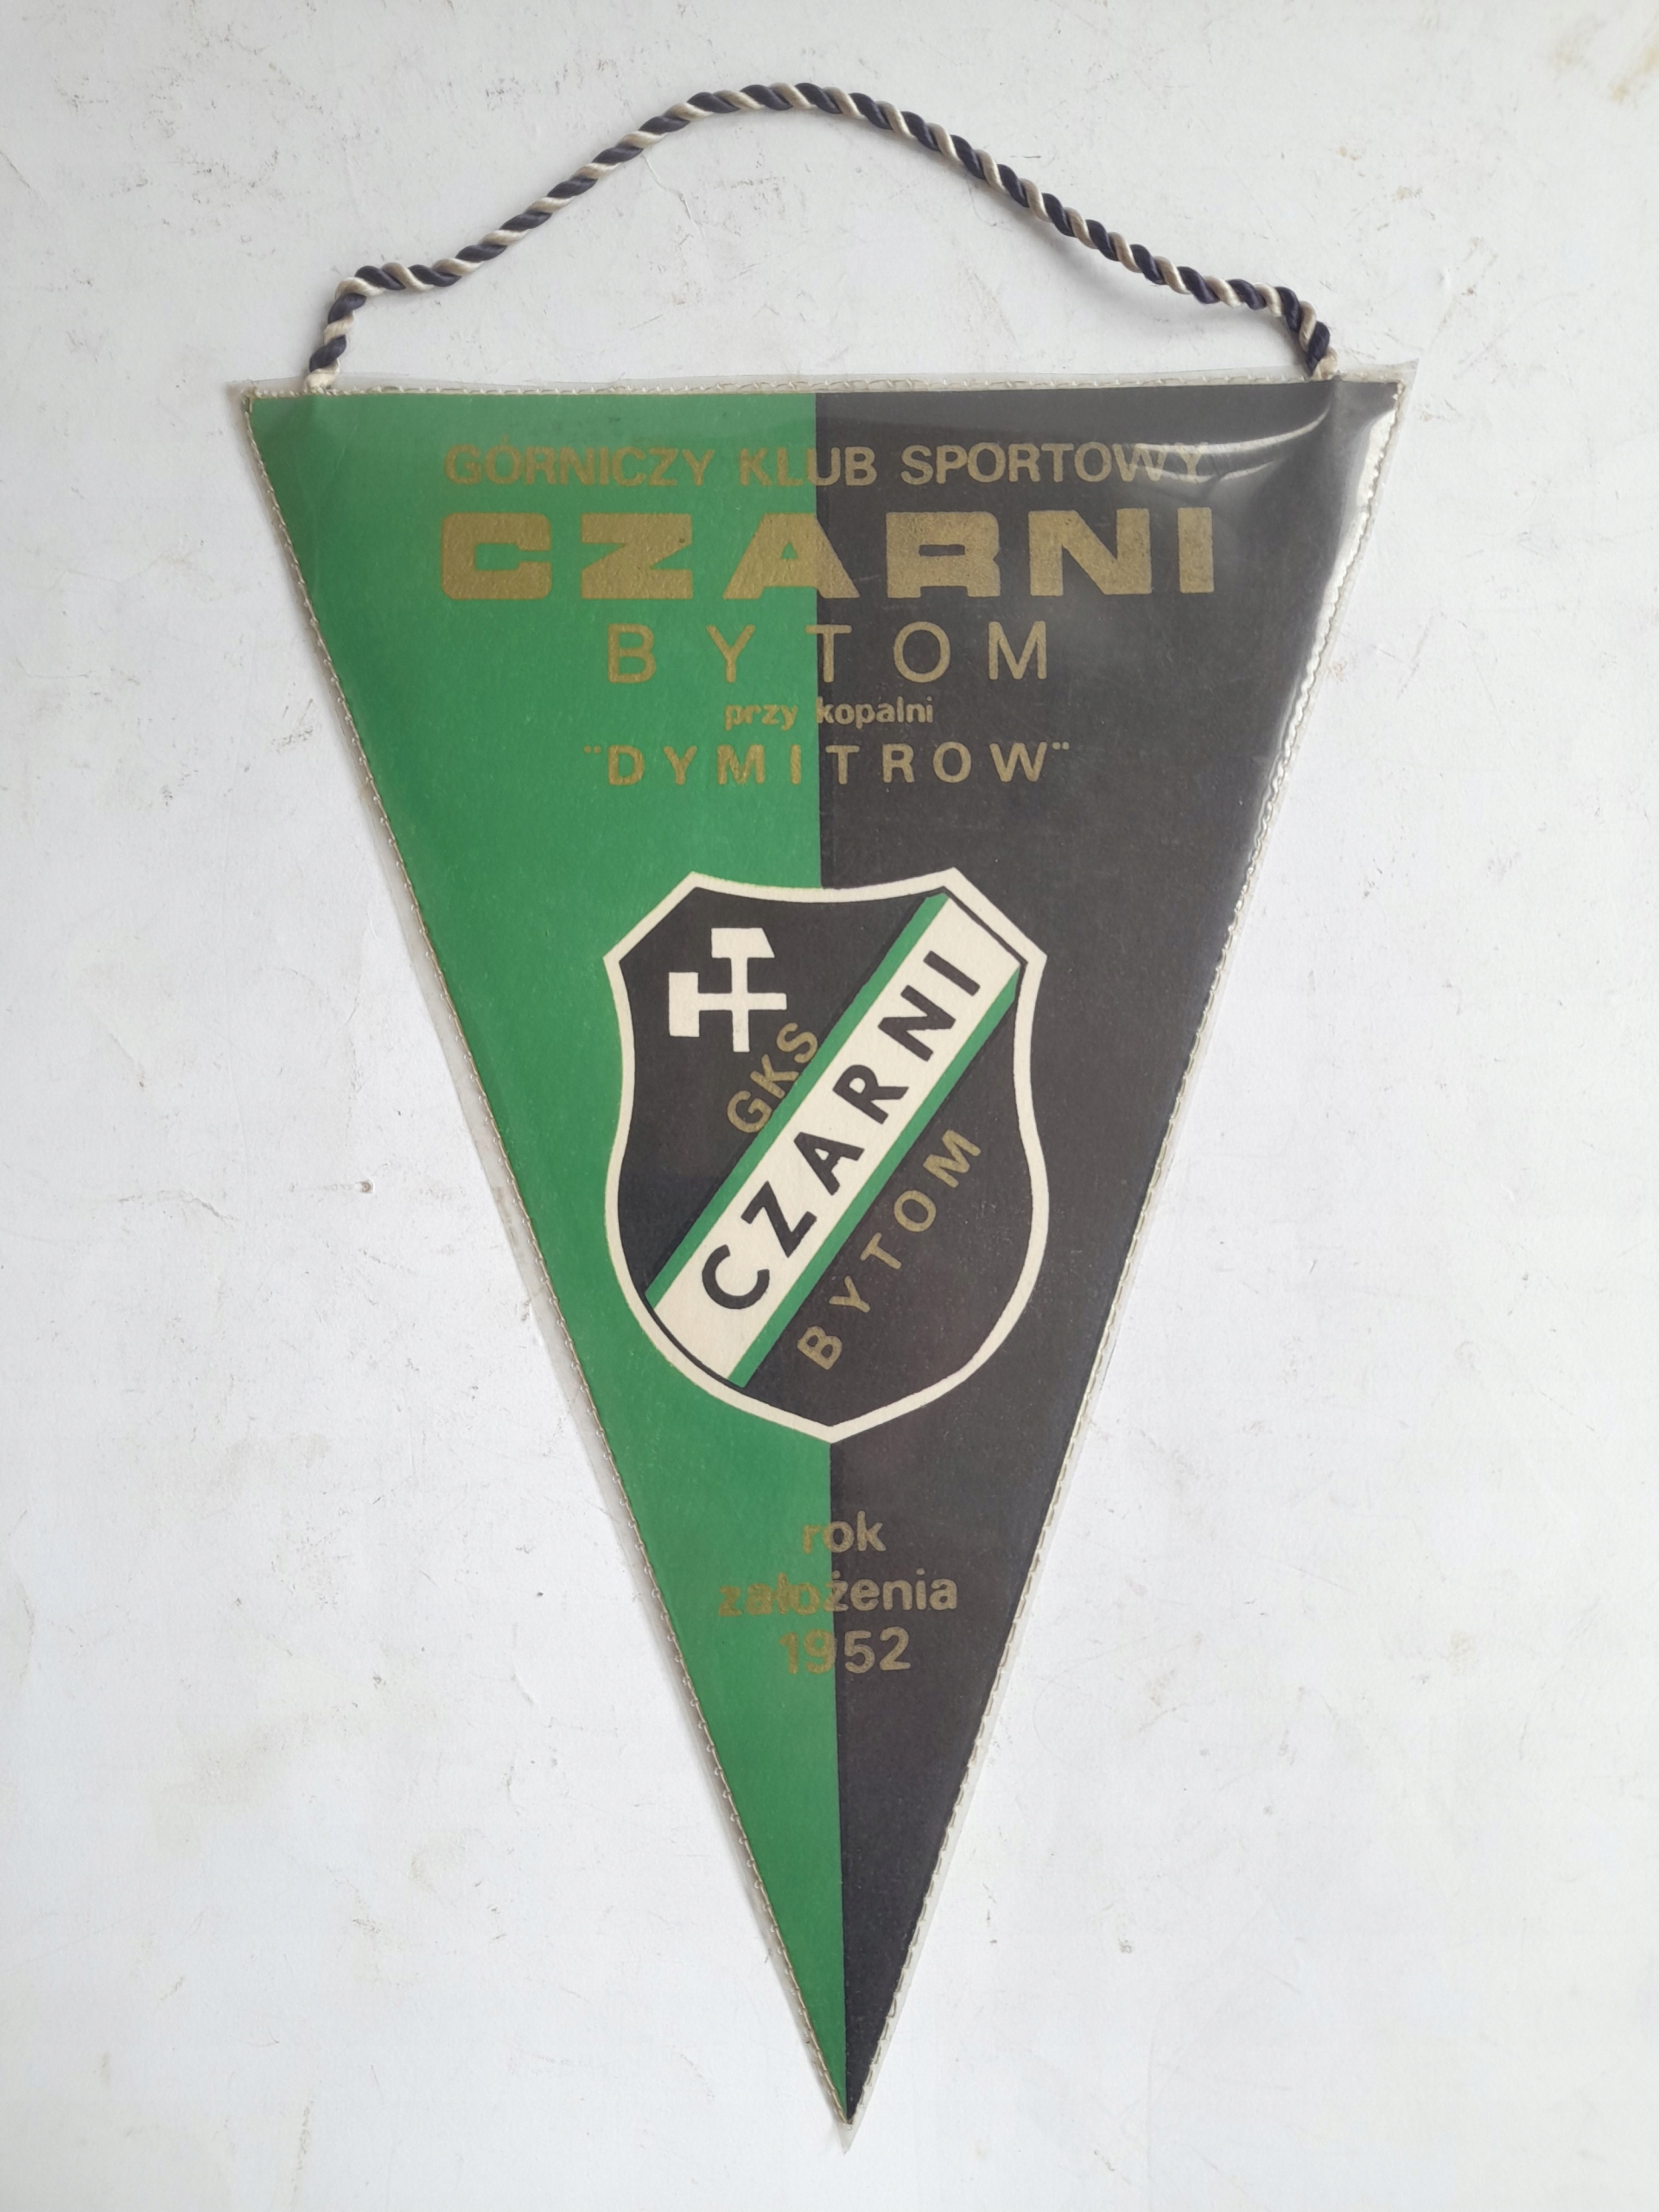 GÓRNICZY KLUB SPORTOWY
CZARNI
BYTOM
przy kopalni
"DYMITROW"
GKS
CZARNI
BYTOM
rok
założenia
1952